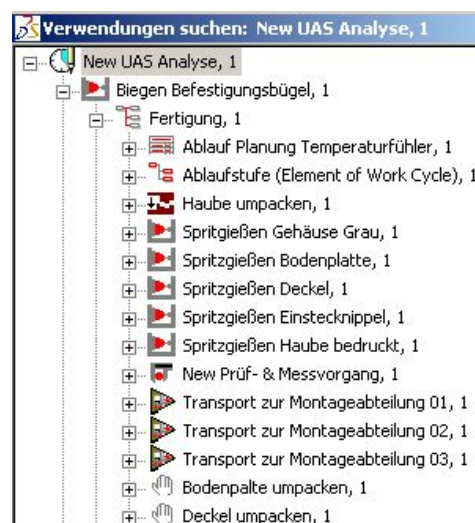 Verwendungen suchen: New UAS Analyse, 1
New UAS Analyse, 1
Biegen Befestigungsbügel, 1
Fertigung, 1
Ablauf Planung Temperaturfühler, 1
Ablaufstufe (Element of Work Cycle), 1
Haube umpacken, 1
Spritgießen Gehäuse Grau, 1
Spritzgießen Bodenplatte, 1
Spritzgießen Deckel, 1
Spritzgießen Einstecknippel, 1
Spritzgießen Haube bedruckt, 1
New Prüf- & Messvorgang, 1
Transport zur Montageabteilung 01, 1
Transport zur Montageabteilung 02, 1
Transport zur Montageabteilung 03, 1
Bodenpalte umpacken, 1
Deckel umpacken, 1